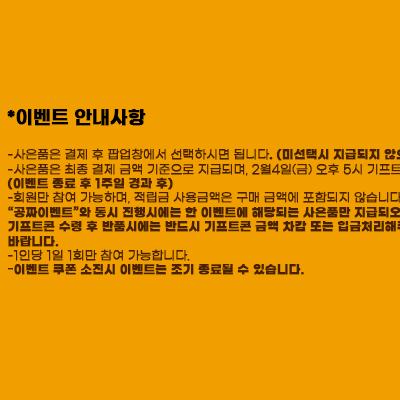 *이벤트 안내사항
-사은품은 결제 후 팝업창에서 선택하시면 됩니다. (미선택시 지급되지 않으
-사은품은 최종 결제 금액 기준으로 지급되며, 2월4일(금) 오후 5시 기프트
(이벤트 종료 후 1주일 경과 후)
-회원만 참여 가능하며, 적립금 사용금액은 구매 금액에 포함되지 않습니다
“공짜이벤트”와 동시 진행시에는 한 이벤트에 해당되는 사은품만 지급되오
기프트콘 수령 후 반품시에는 반드시 기프트콘 금액 차감 또는 입금처리해주
바랍니다.
-1인당 1일 1회만 참여 가능합니다.
-이벤트 쿠폰 소진시 이벤트는 조기 종료될 수 있습니다.